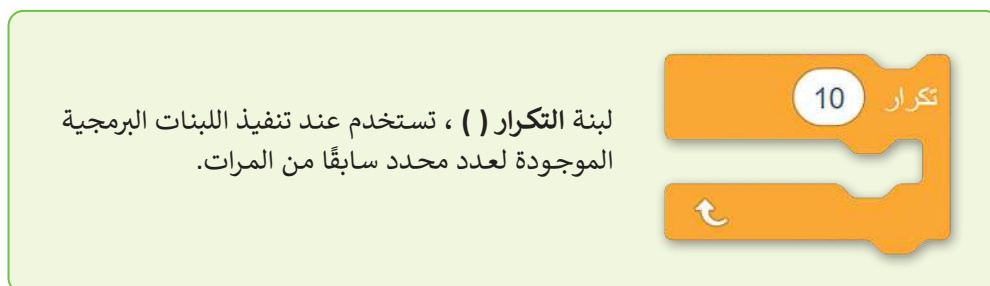 تكرار 10
لبنة التكرار ( ) ، تستخدم عند تنفيذ اللبنات البرمجية
الموجودة لعدد محدد سابقًا من المرات.